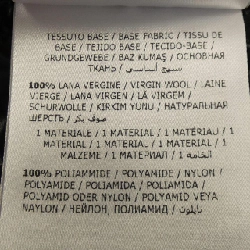 TESSUTO BASE / BASE FABRIC / TISSU DE
BASE / TEJIDO BASE / TECIDO-BASE /
GRUNDGEWEBE / BAZ KUMAŞ / ОСНОВНАЯ
ТКАНЬ / نسيج أساسي /
100% LANA VERGINE / VIRGIN WOOL / LAINE
VIERGE / LANA VIRGEN / LÃ VIRGEM /
SCHURWOLLE / KIRKIM YÜNÜ / НАТУРАЛЬНАЯ
ШЕРСТЬ / صوف بكر /
1 MATERIALE / 1 MATERIAL / 1 MATÉRIAU /
1 MATERIAL / 1 MATERIAL / 1 MATERIAL / 1
MALZEME / 1 МАТЕРИАЛ / 1 الخامة /
100% POLIAMMIDE / POLYAMIDE / NYLON /
POLYAMIDE / POLIAMIDA / POLIAMIDA /
POLYAMID ODER NYLON / POLYAMID VEYA
NAYLON / НЕЙЛОН, ПОЛИАМИД / نايلون /